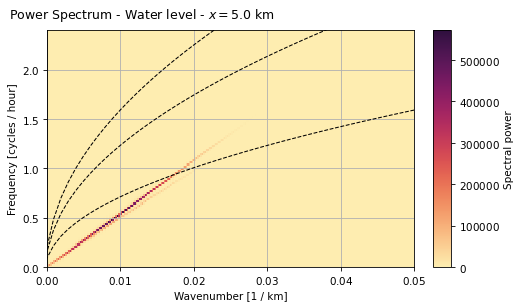 Power Spectrum - Water level - x = 5.0 km
Frequency [cycles / hour]
2.0
1.5
1.0
0.5
0.0
0.00 0.01 0.02 0.03 0.04 0.05
Wavenumber [1 / km]
500000
400000
300000
200000
100000
0
Spectral power